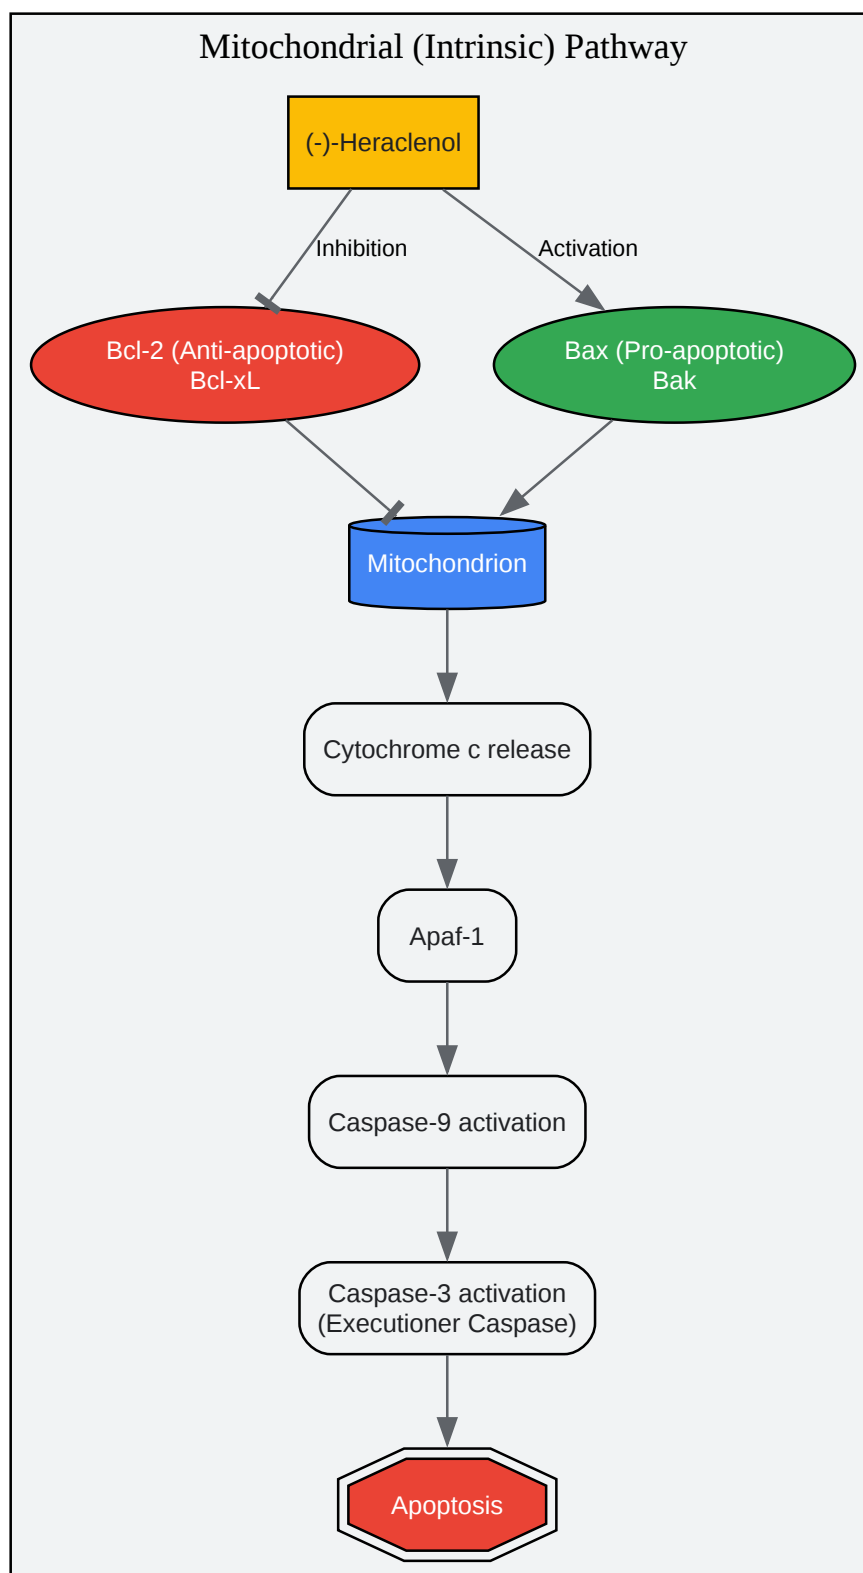 Mitochondrial (Intrinsic) Pathway
(-)-Heraclenol
Inhibition
Activation
Bcl-2 (Anti-apoptotic)
Bcl-xL
Bax (Pro-apoptotic)
Bak
Mitochondrion
Cytochrome c release
Apaf-1
Caspase-9 activation
Caspase-3 activation
(Executioner Caspase)
Apoptosis